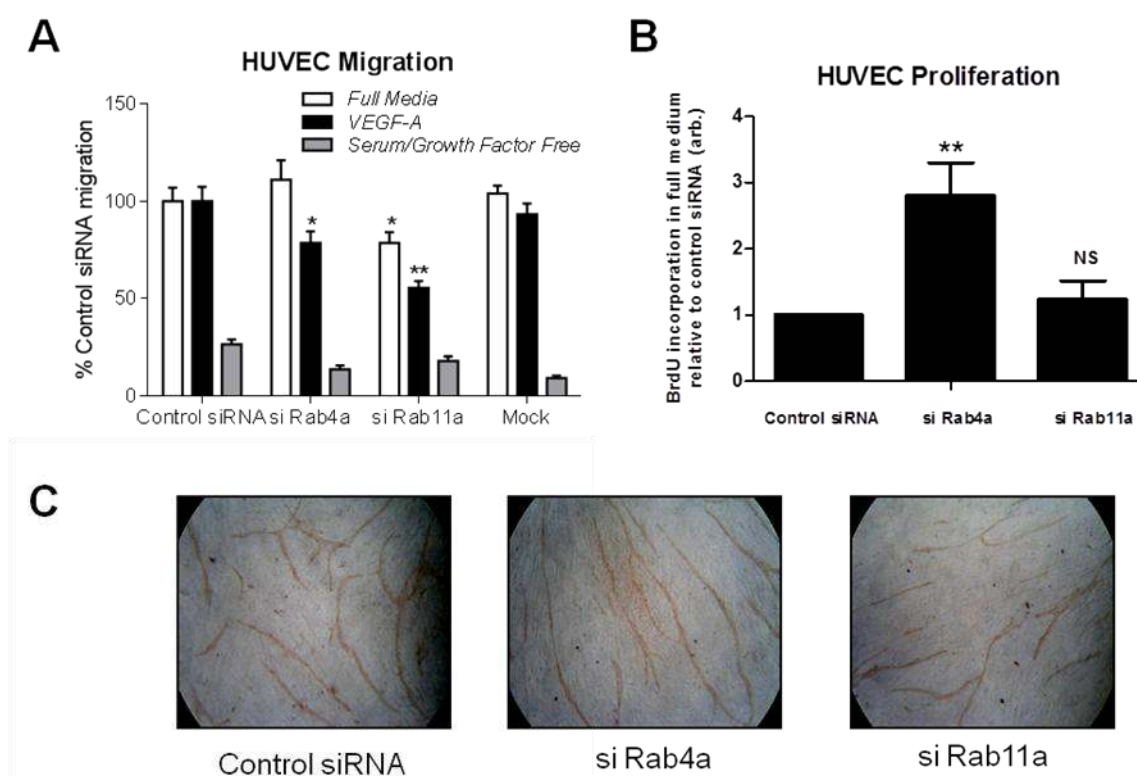 A
HUVEC Migration
Full Media
VEGF-A
Serum/Growth Factor Free
% Control siRNA migration
150
100
50
0
*
*
**
Control siRNA
si Rab4a
si Rab11a
Mock
B
HUVEC Proliferation
BrdU incorporation in full medium
relative to control siRNA (arb.)
4
3
2
1
0
**
NS
Control siRNA
si Rab4a
si Rab11a
C
Control siRNA
si Rab4a
si Rab11a